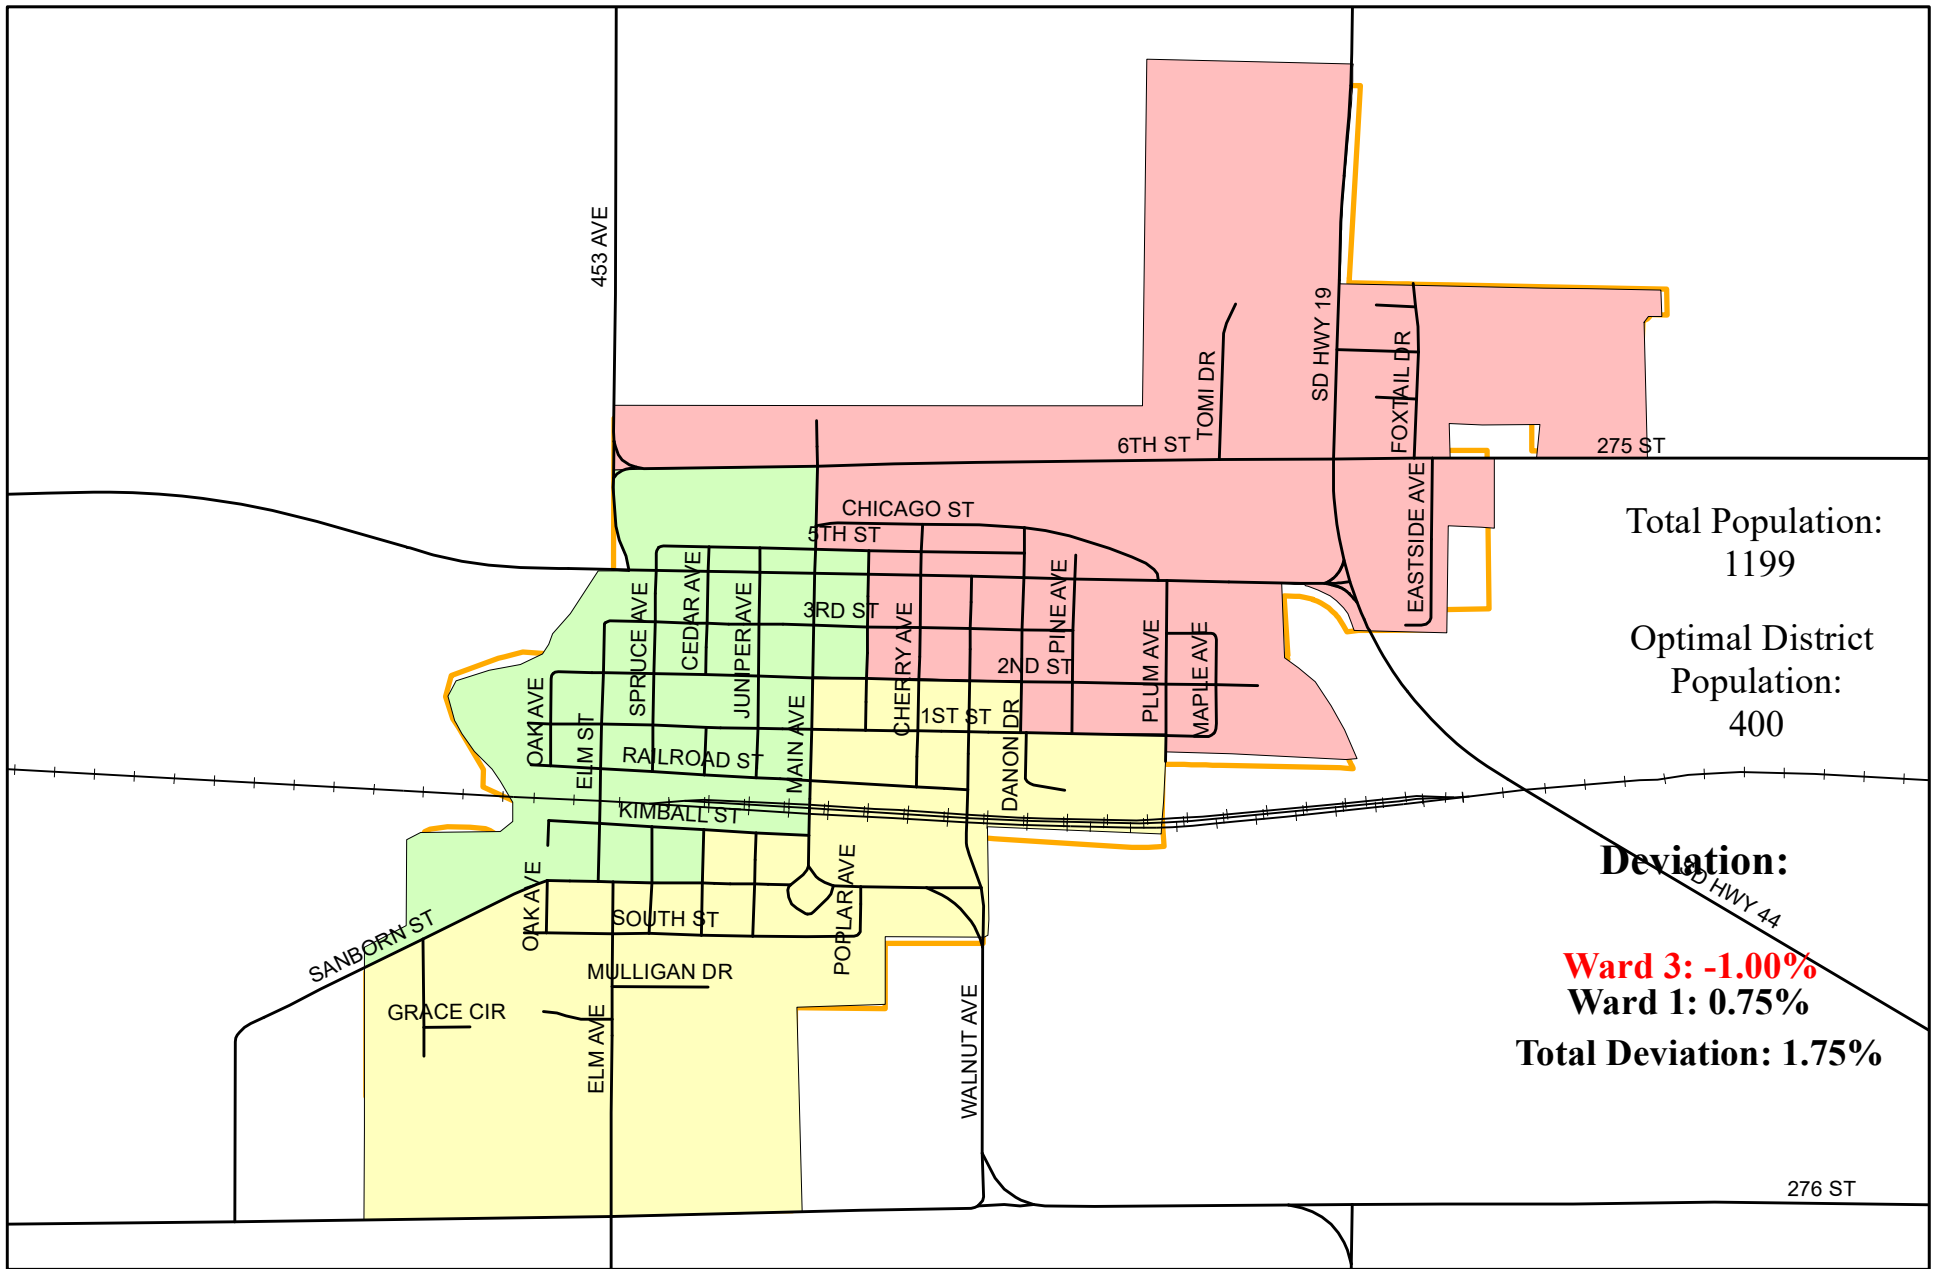 453 AVE
SD HWY 19
TOMI DR
FOXTAIL DR
6TH ST
275 ST
CHICAGO ST
5TH ST
EASTSIDE AVE
Total Population:
1199
CEDAR AVE
PINE AVE
SPRUCE AVE
JUNIPER AVE
3RD ST
CHERRY AVE
PLUM AVE
MAPLE AVE
2ND ST
Optimal District
Population:
400
OAK AVE
ELM ST
MAIN AVE
1ST ST
DANON DR
RAILROAD ST
KIMBALL ST
Deviation:
SD HWY 44
OAK AVE
POPLAR AVE
SOUTH ST
SANBORN ST
MULLIGAN DR
Ward 3: -1.00%
Ward 1: 0.75%
Total Deviation: 1.75%
GRACE CIR
ELM AVE
WALNUT AVE
276 ST